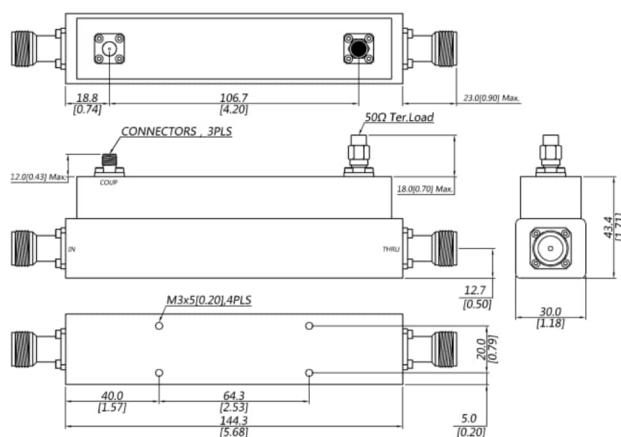 18.8
[0.74]
106.7
[4.20]
23.0[0.90] Max.
CONNECTORS , 3PLS
50Ω Ter.Load
12.0[0.43] Max.
COUP
18.0[0.70] Max.
IN
THRU
43.4
[1.71]
12.7
[0.50]
30.0
[1.18]
M3x5[0.20],4PLS
20.0
[0.79]
40.0
[1.57]
64.3
[2.53]
144.3
[5.68]
5.0
[0.20]